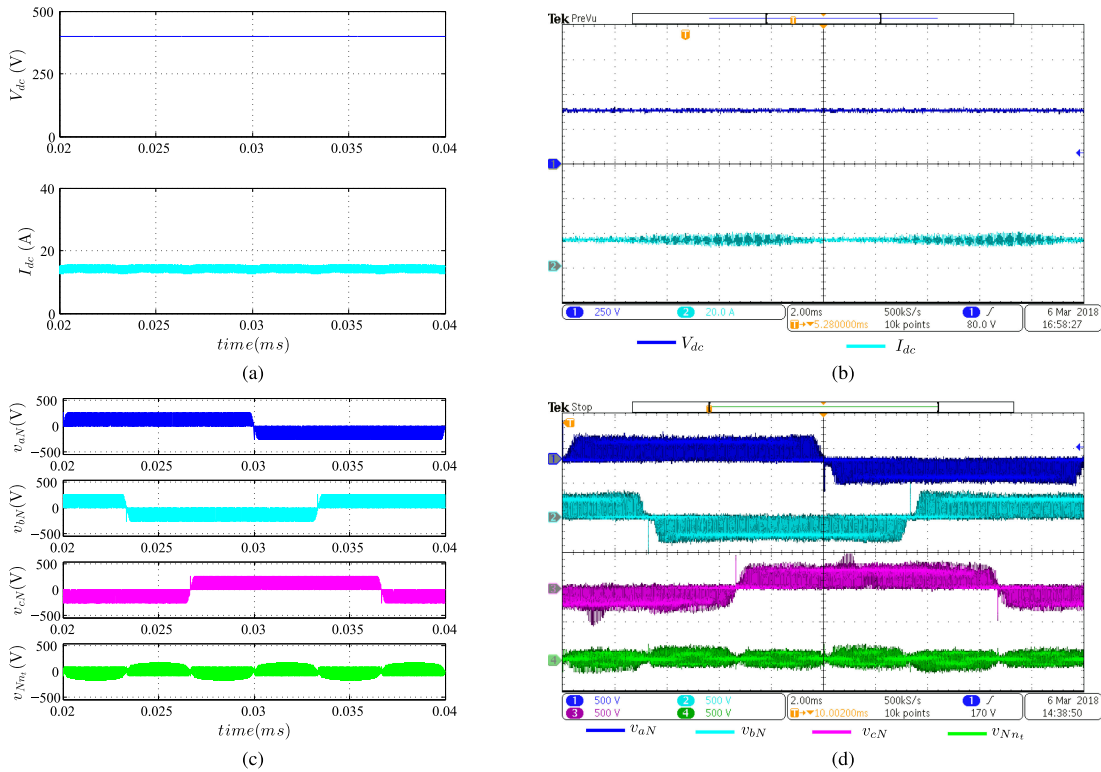 500
250
0
V_dc (V)
0.02 0.025 0.03 0.035 0.04
40
20
0
I_dc (A)
0.02 0.025 0.03 0.035 0.04
time(ms)
(a)
Tek PreVu
T
1
2
1 250 V 2 20.0 A 2.00ms 500kS/s 1 6 Mar 2018
T→▼5.280000ms 10k points 80.0 V 16:58:27
V_dc I_dc
(b)
500
0
−500
v_aN(V)
0.02 0.025 0.03 0.035 0.04
500
0
−500
v_bN(V)
0.02 0.025 0.03 0.035 0.04
500
0
−500
v_cN(V)
0.02 0.025 0.03 0.035 0.04
500
0
−500
v_Nn_t(V)
0.02 0.025 0.03 0.035 0.04
time(ms)
(c)
Tek Stop
T
1
2
3
4
1 500 V 2 500 V 2.00ms 500kS/s 1 6 Mar 2018
3 500 V 4 500 V T→▼10.00200ms 10k points 170 V 14:38:50
v_aN v_bN v_cN v_Nn_t
(d)